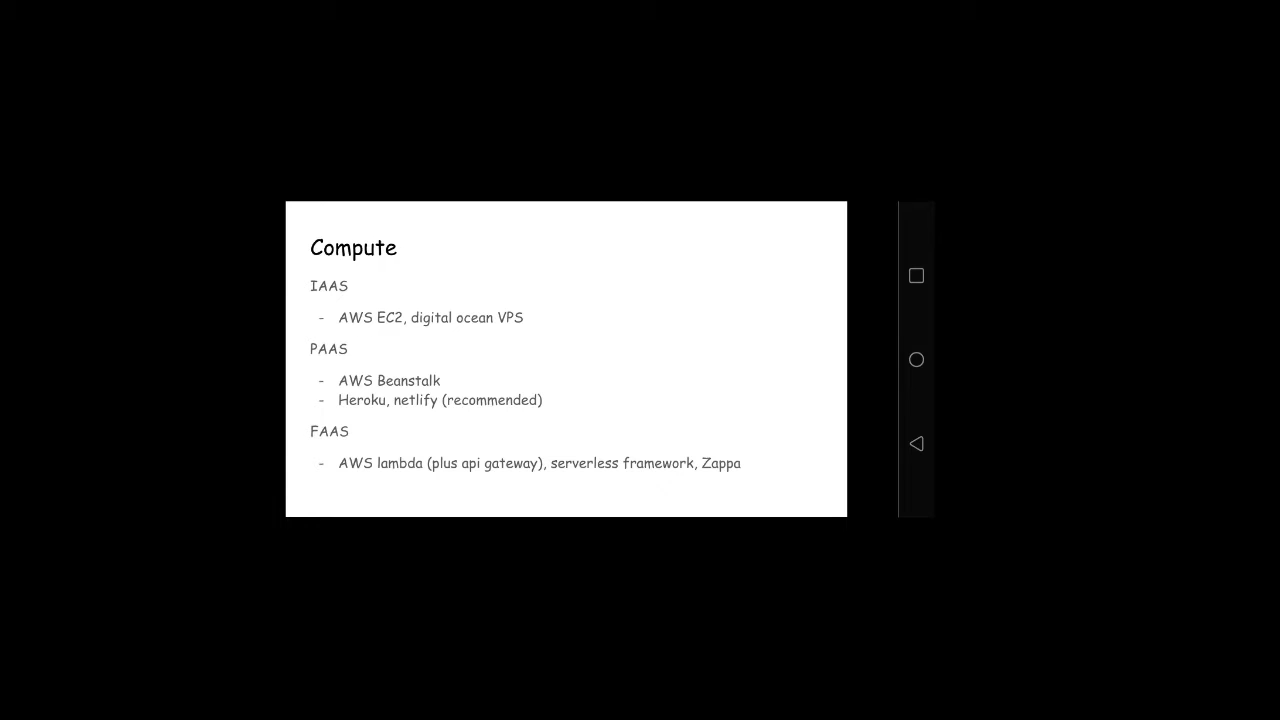 Compute
IAAS
- AWS EC2, digital ocean VPS
PAAS
- AWS Beanstalk
- Heroku, netlify (recommended)
FAAS
- AWS lambda (plus api gateway), serverless framework, Zappa